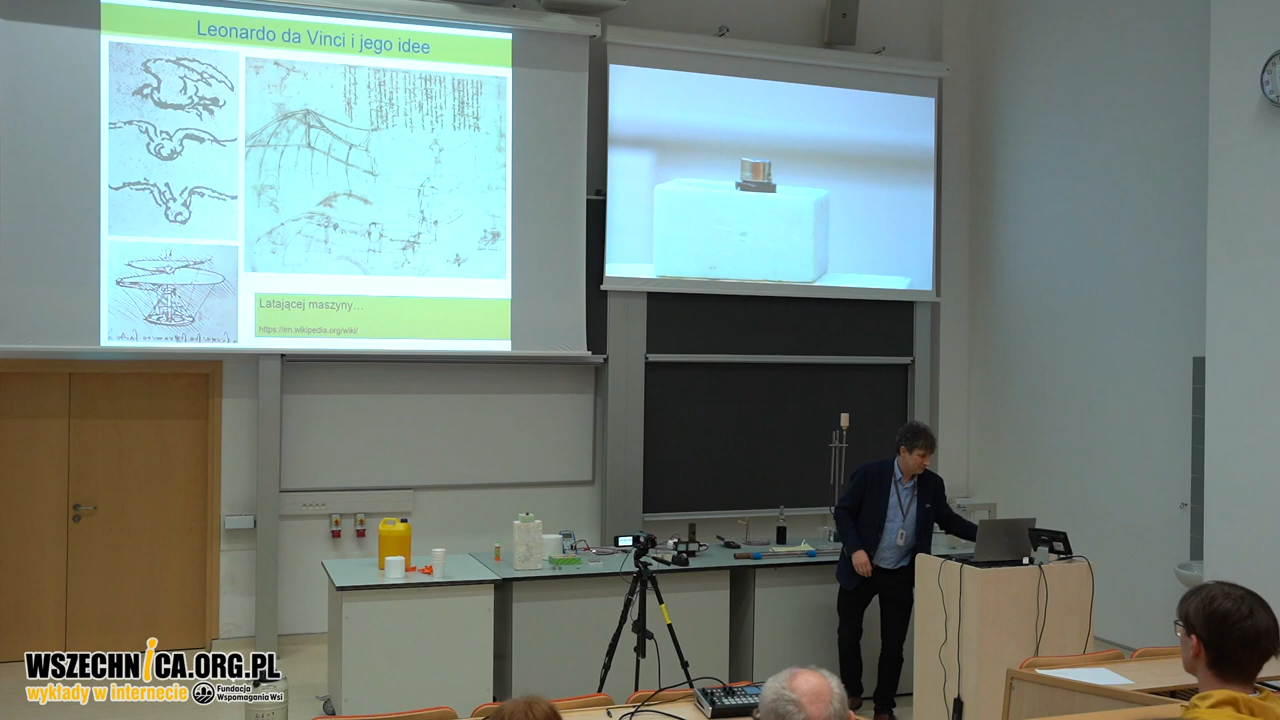 Leonardo da Vinci i jego idee
Latającej maszyny…
https://en.wikipedia.org/wiki/
WSZECHNICA.ORG.PL
wykłady w internecie
Fundacja
Wspomagania Wsi